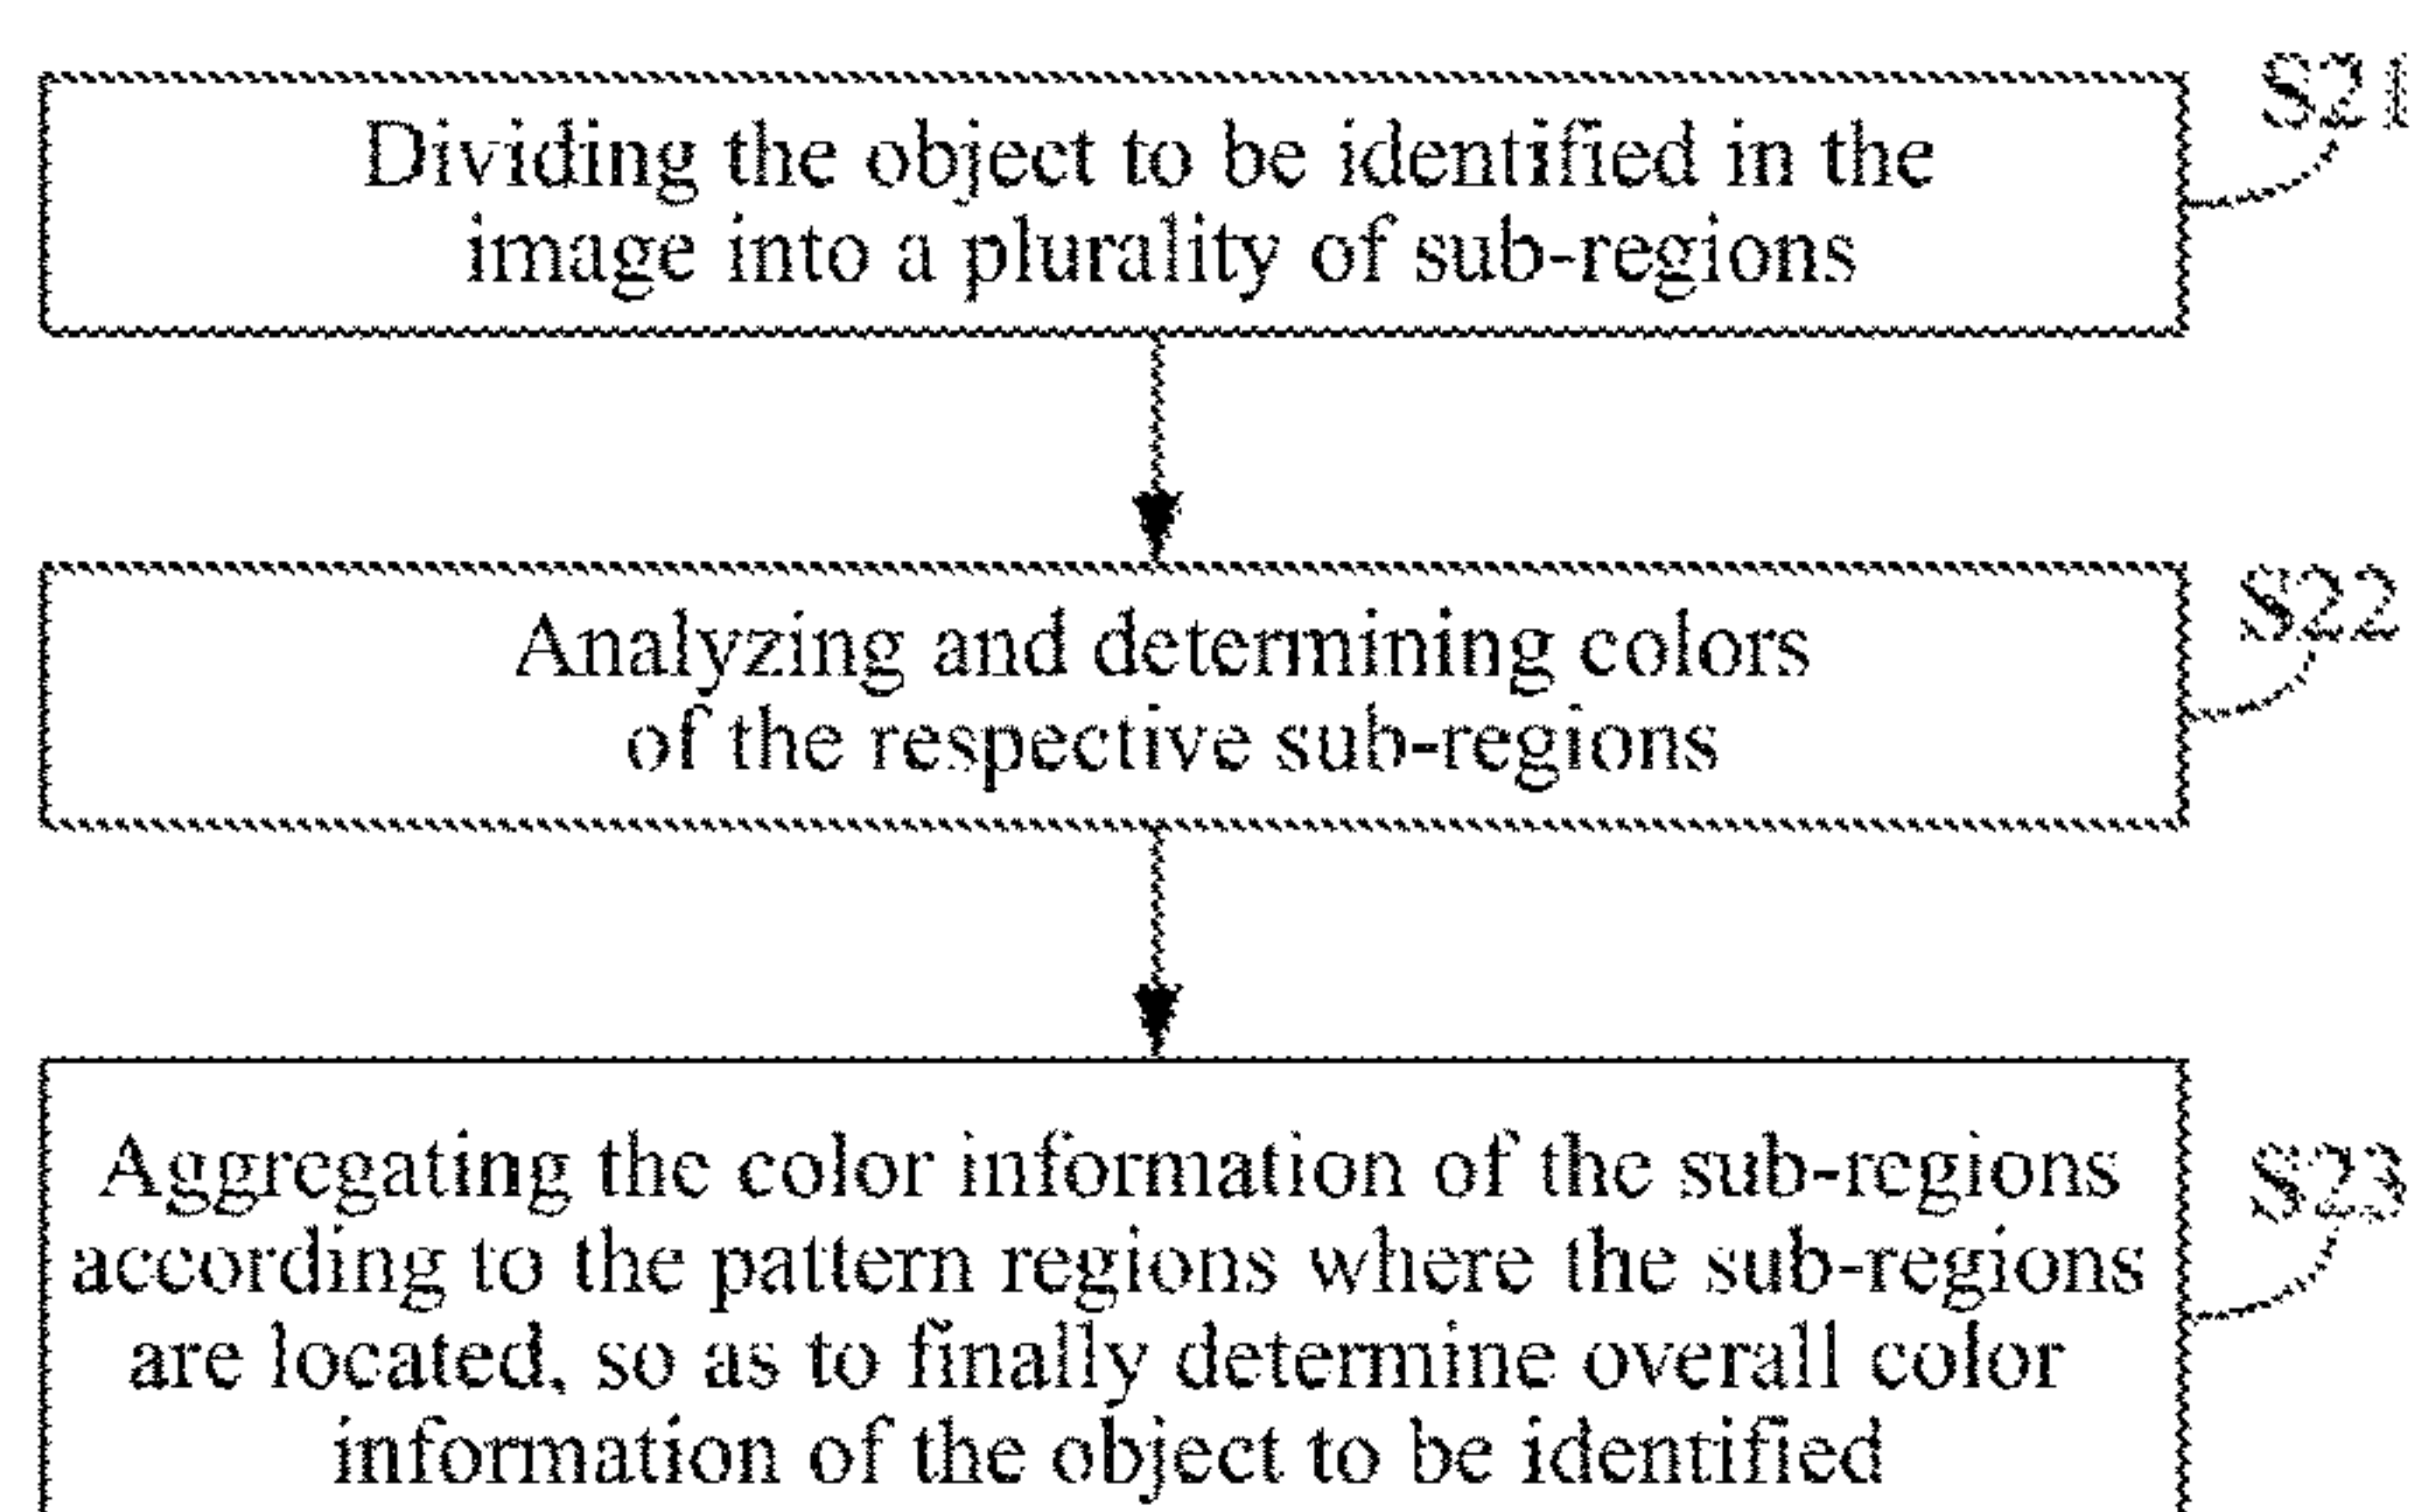 S21
Dividing the object to be identified in the
image into a plurality of sub-regions
S22
Analyzing and determining colors
of the respective sub-regions
Aggregating the color information of the sub-regions
S23
according to the pattern regions where the sub-regions
are located, so as to finally determine overall color
information of the object to be identified